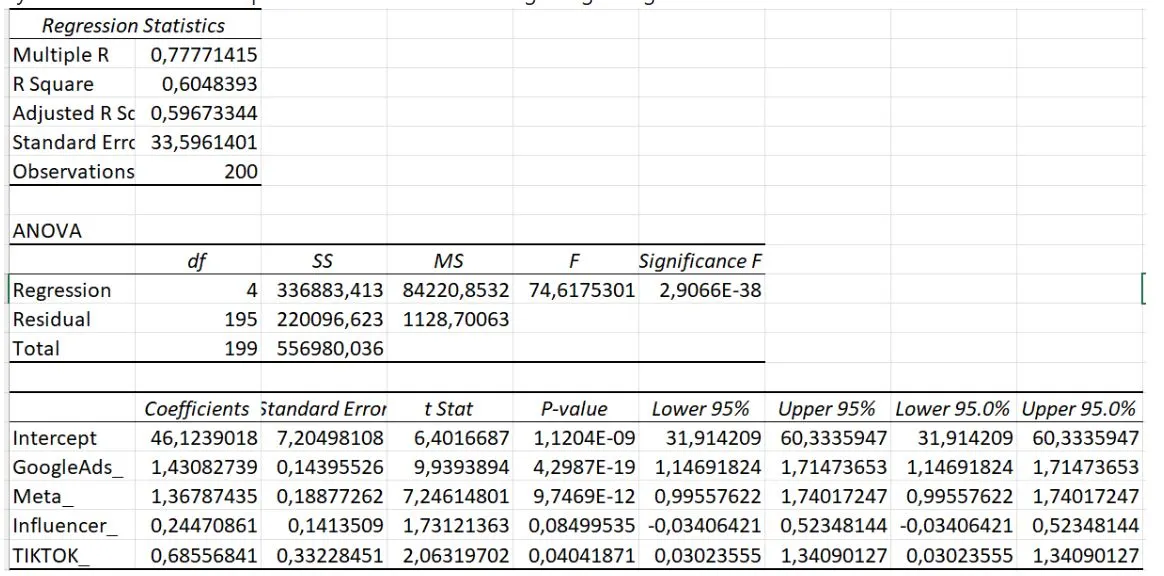 Regression Statistics
Multiple R 0,77771415
R Square 0,6048393
Adjusted R Sq 0,59673344
Standard Erro 33,5961401
Observations 200
ANOVA
df SS MS F Significance F
Regression 4 336883,413 84220,8532 74,6175301 2,9066E-38
Residual 195 220096,623 1128,70063
Total 199 556980,036
Coefficients Standard Error t Stat P-value Lower 95% Upper 95% Lower 95.0% Upper 95.0%
Intercept 46,1239018 7,20498108 6,4016687 1,1204E-09 31,914209 60,3335947 31,914209 60,3335947
GoogleAds_ 1,43082739 0,14395526 9,9393894 4,2987E-19 1,14691824 1,71473653 1,14691824 1,71473653
Meta_ 1,36787435 0,18877262 7,24614801 9,7469E-12 0,99557622 1,74017247 0,99557622 1,74017247
Influencer_ 0,24470861 0,1413509 1,73121363 0,08499535 -0,03406421 0,52348144 -0,03406421 0,52348144
TIKTOK_ 0,68556841 0,33228451 2,06319702 0,04041871 0,03023555 1,34090127 0,03023555 1,34090127